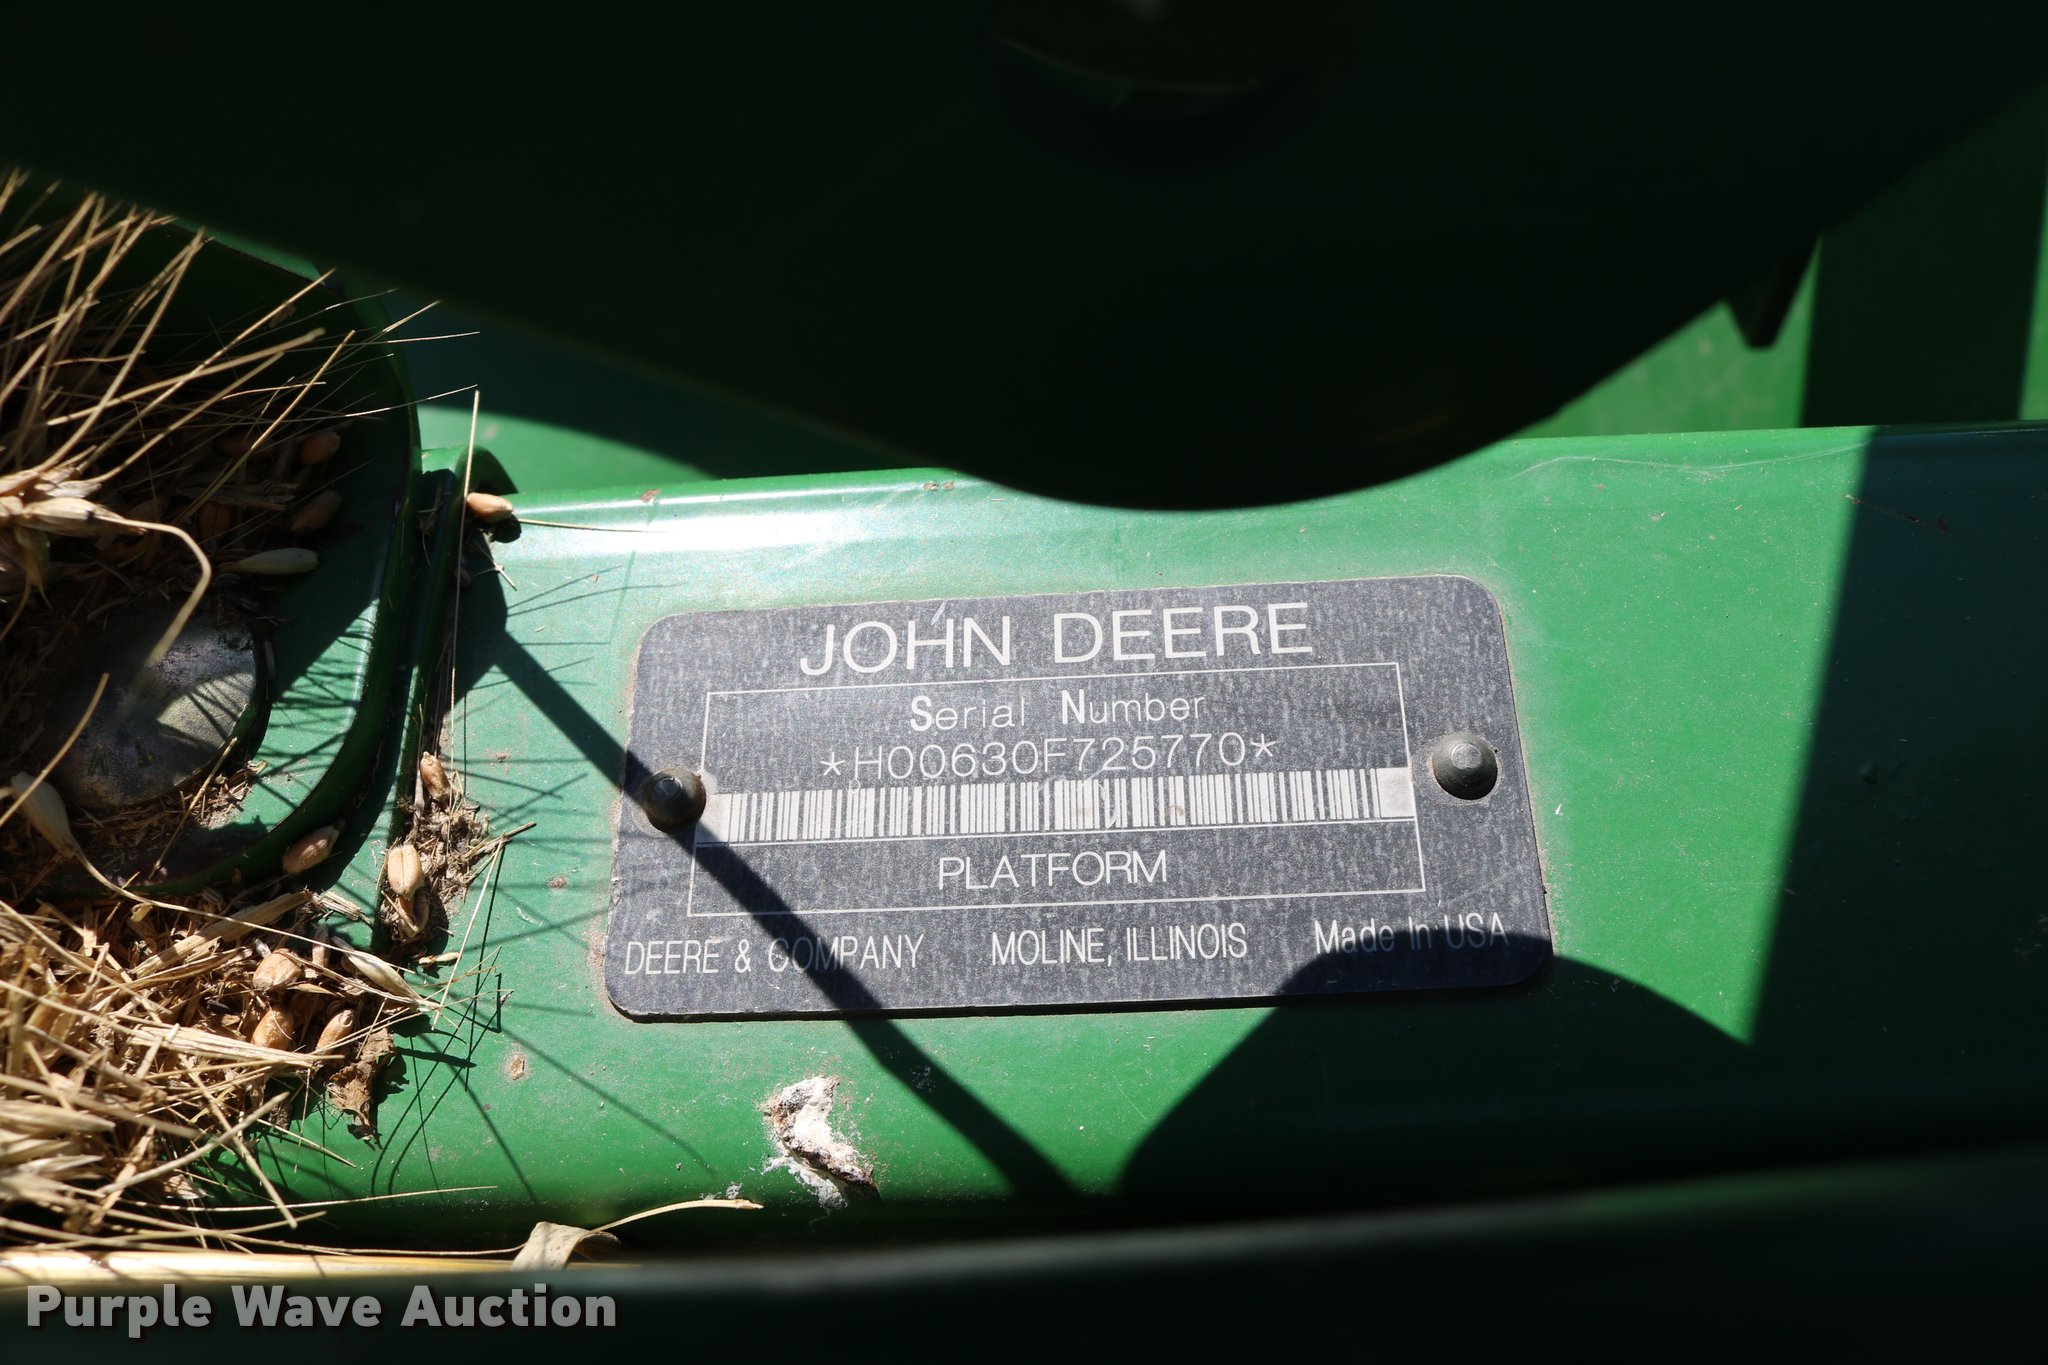 JOHN DEERE
Serial Number
*H00630F725770*
PLATFORM
DEERE & COMPANY MOLINE, ILLINOIS Made In USA
Purple Wave Auction